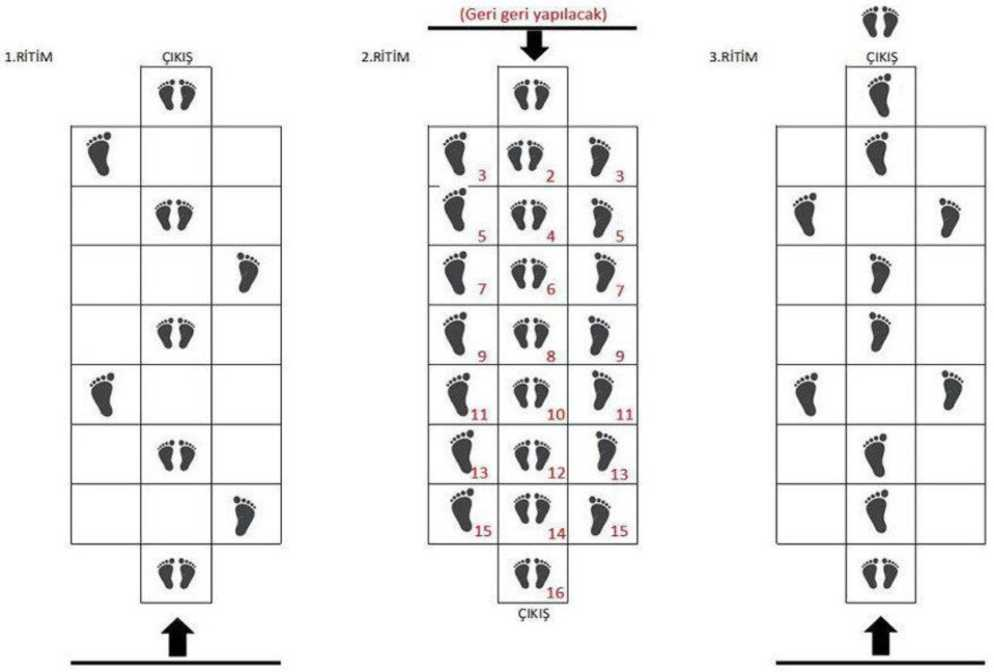 (Geri geri yapılacak)
1.RİTİM
ÇIKIŞ
2.RİTİM
3.RİTİM
ÇIKIŞ
3 2 3
5 4 5
7 6 7
9 8 9
11 10 11
13 12 13
15 14 15
16
ÇIKIŞ